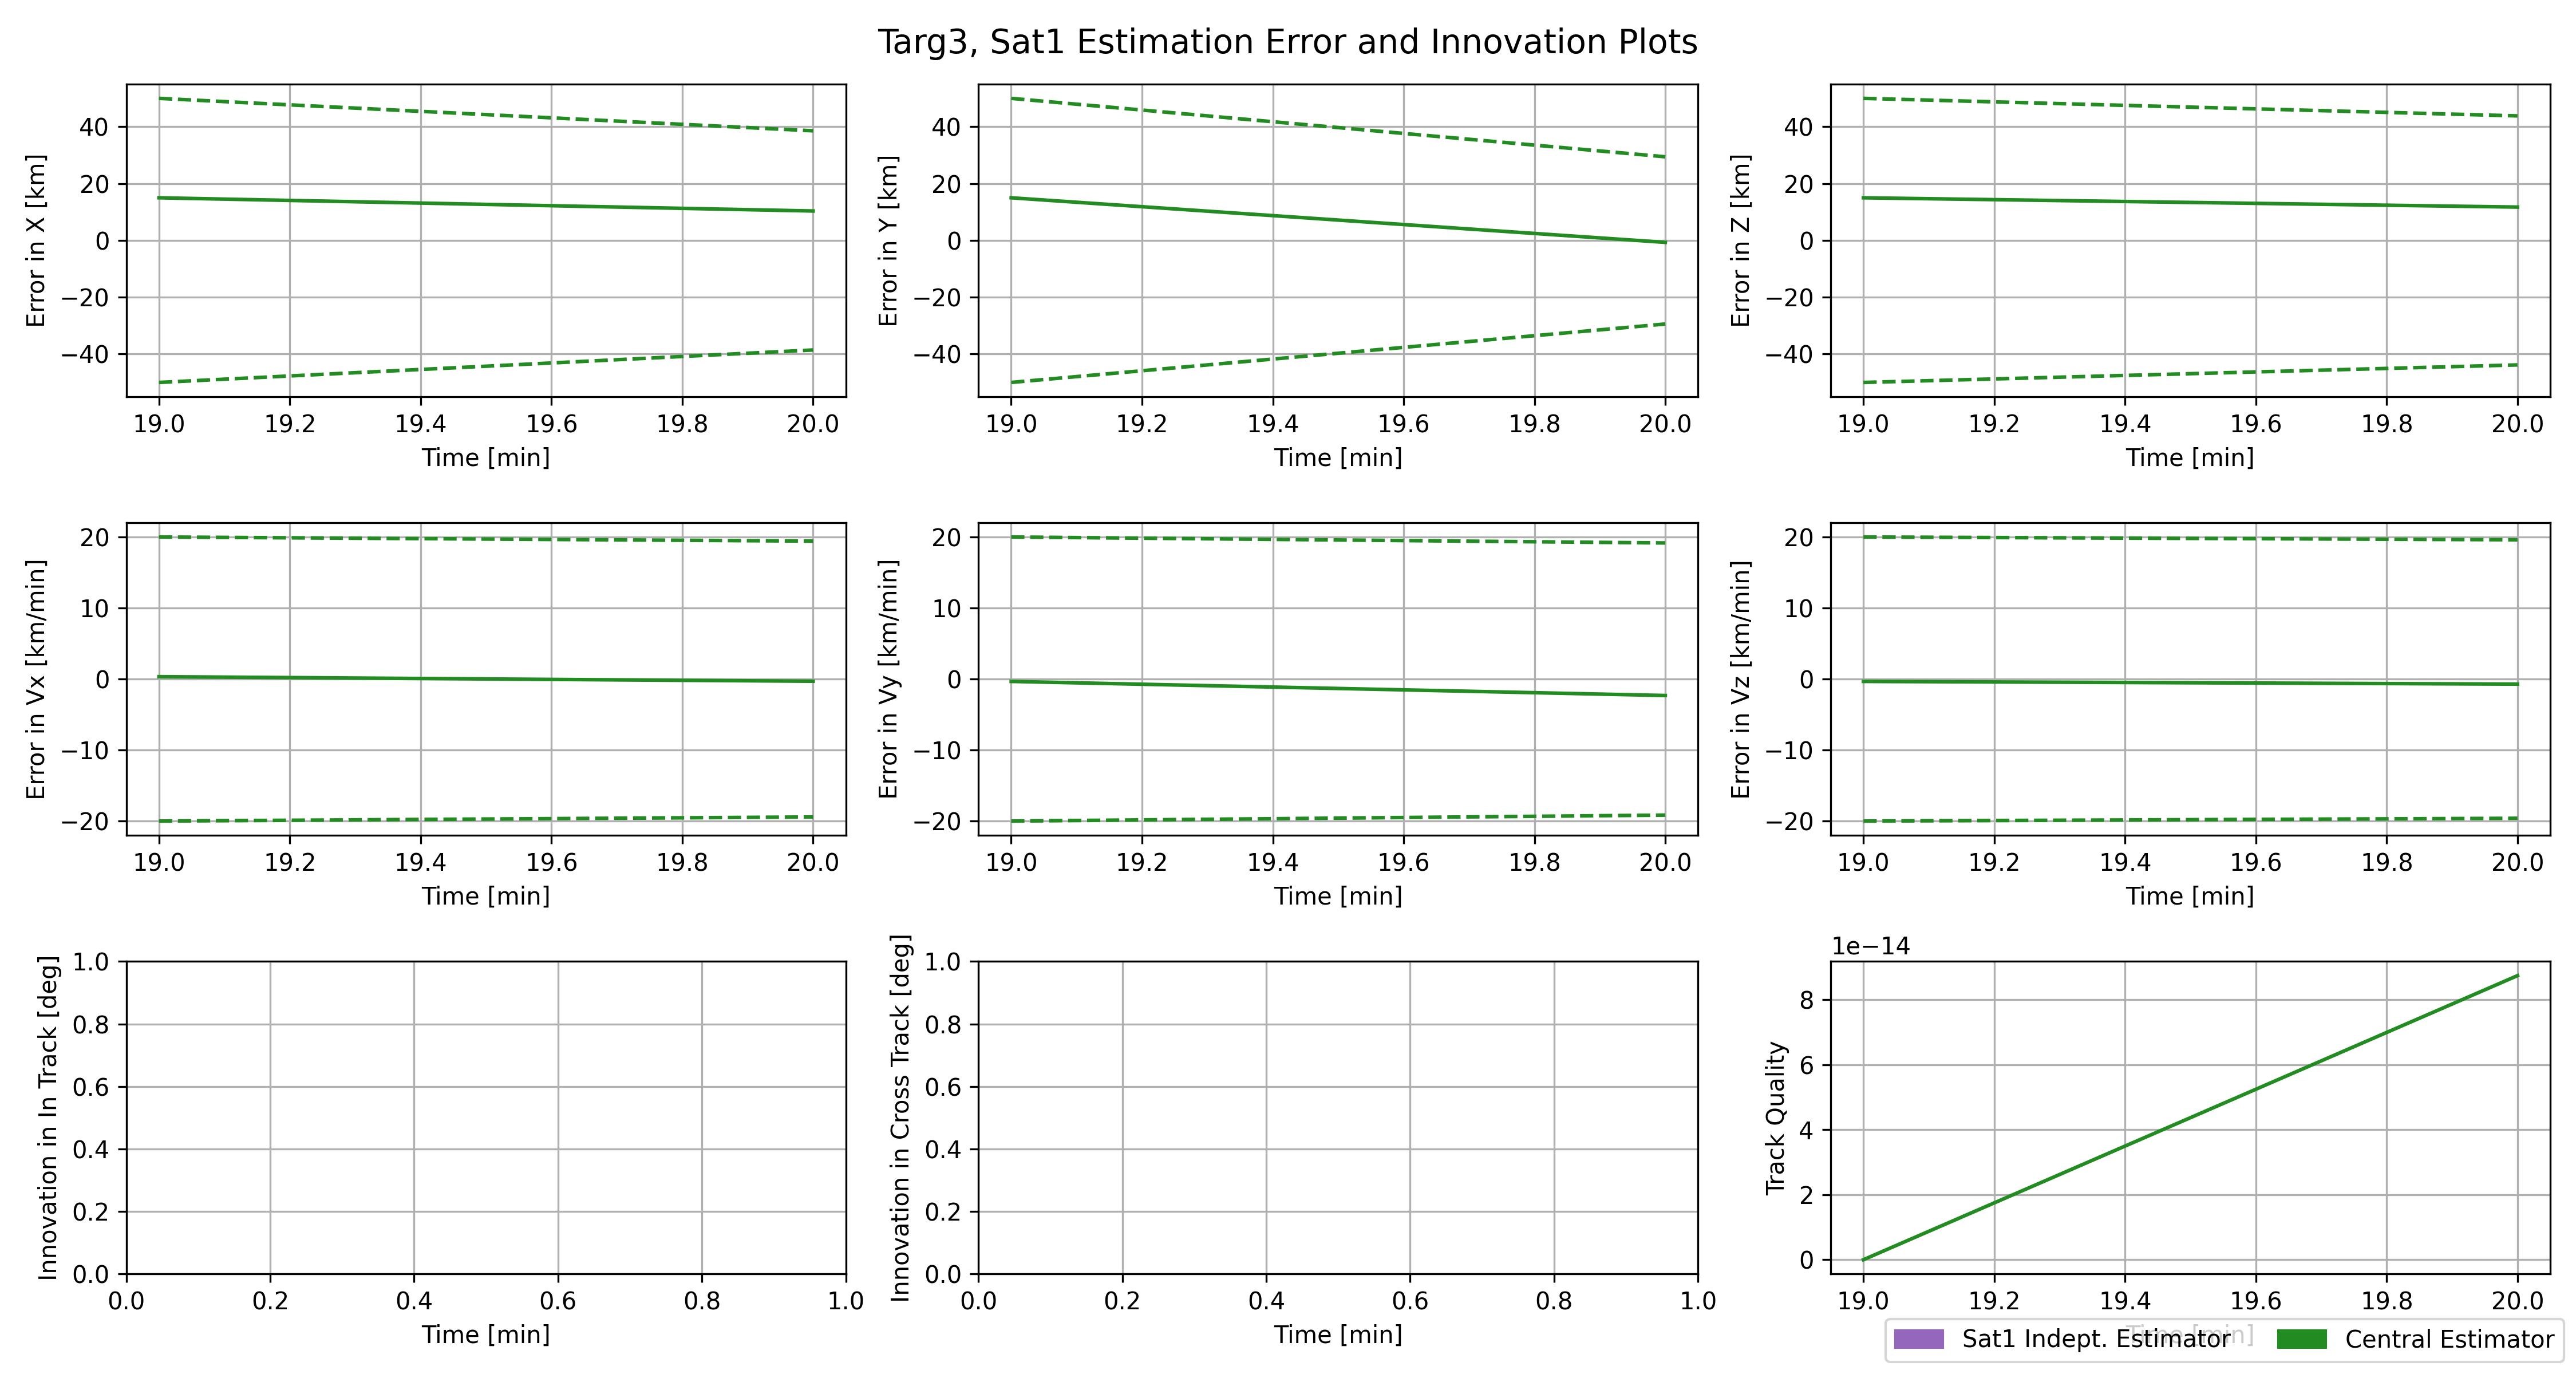 Targ3, Sat1 Estimation Error and Innovation Plots
Error in X [km]
40
20
0
−20
−40
19.0 19.2 19.4 19.6 19.8 20.0
Time [min]
Error in Y [km]
40
20
0
−20
−40
19.0 19.2 19.4 19.6 19.8 20.0
Time [min]
Error in Z [km]
40
20
0
−20
−40
19.0 19.2 19.4 19.6 19.8 20.0
Time [min]
Error in Vx [km/min]
20
10
0
−10
−20
19.0 19.2 19.4 19.6 19.8 20.0
Time [min]
Error in Vy [km/min]
20
10
0
−10
−20
19.0 19.2 19.4 19.6 19.8 20.0
Time [min]
Error in Vz [km/min]
20
10
0
−10
−20
19.0 19.2 19.4 19.6 19.8 20.0
Time [min]
Innovation in In Track [deg]
1.0
0.8
0.6
0.4
0.2
0.0
0.0 0.2 0.4 0.6 0.8 1.0
Time [min]
Innovation in Cross Track [deg]
1.0
0.8
0.6
0.4
0.2
0.0
0.0 0.2 0.4 0.6 0.8 1.0
Time [min]
1e−14
Track Quality
8
6
4
2
0
19.0 19.2 19.4 19.6 19.8 20.0
Time [min]
Sat1 Indept. Estimator Central Estimator